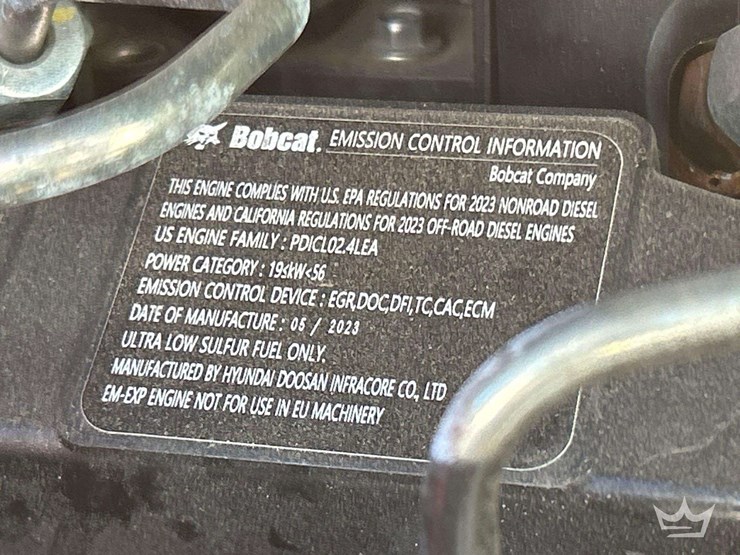 Bobcat. EMISSION CONTROL INFORMATION
Bobcat Company
THIS ENGINE COMPLIES WITH U.S. EPA REGULATIONS FOR 2023 NONROAD DIESEL
ENGINES AND CALIFORNIA REGULATIONS FOR 2023 OFF-ROAD DIESEL ENGINES
US ENGINE FAMILY : PDICL02.4LEA
POWER CATEGORY : 19≤kW<56
EMISSION CONTROL DEVICE : EGR,DOC,DFI,TC,CAC,ECM
DATE OF MANUFACTURE : 05 / 2023
ULTRA LOW SULFUR FUEL ONLY.
MANUFACTURED BY HYUNDAI DOOSAN INFRACORE CO., LTD
EM-EXP ENGINE NOT FOR USE IN EU MACHINERY